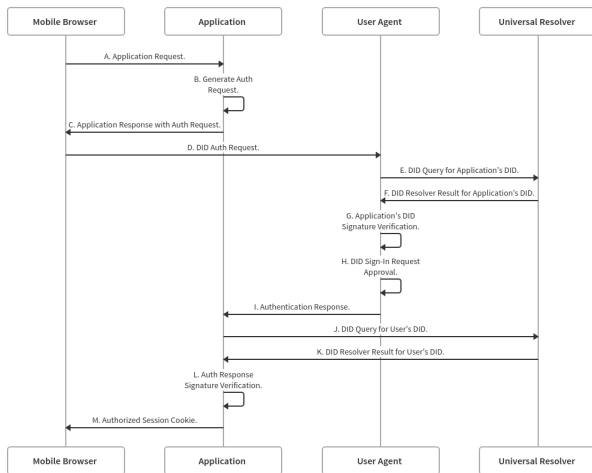 Mobile Browser
Application
User Agent
Universal Resolver
A. Application Request.
B. Generate Auth
Request.
C. Application Response with Auth Request.
D. DID Auth Request.
E. DID Query for Application's DID.
F. DID Resolver Result for Application's DID.
G. Application's DID
Signature Verification.
H. DID Sign-In Request
Approval.
I. Authentication Response.
J. DID Query for User's DID.
K. DID Resolver Result for User's DID.
L. Auth Response
Signature Verification.
M. Authorized Session Cookie.
Mobile Browser
Application
User Agent
Universal Resolver